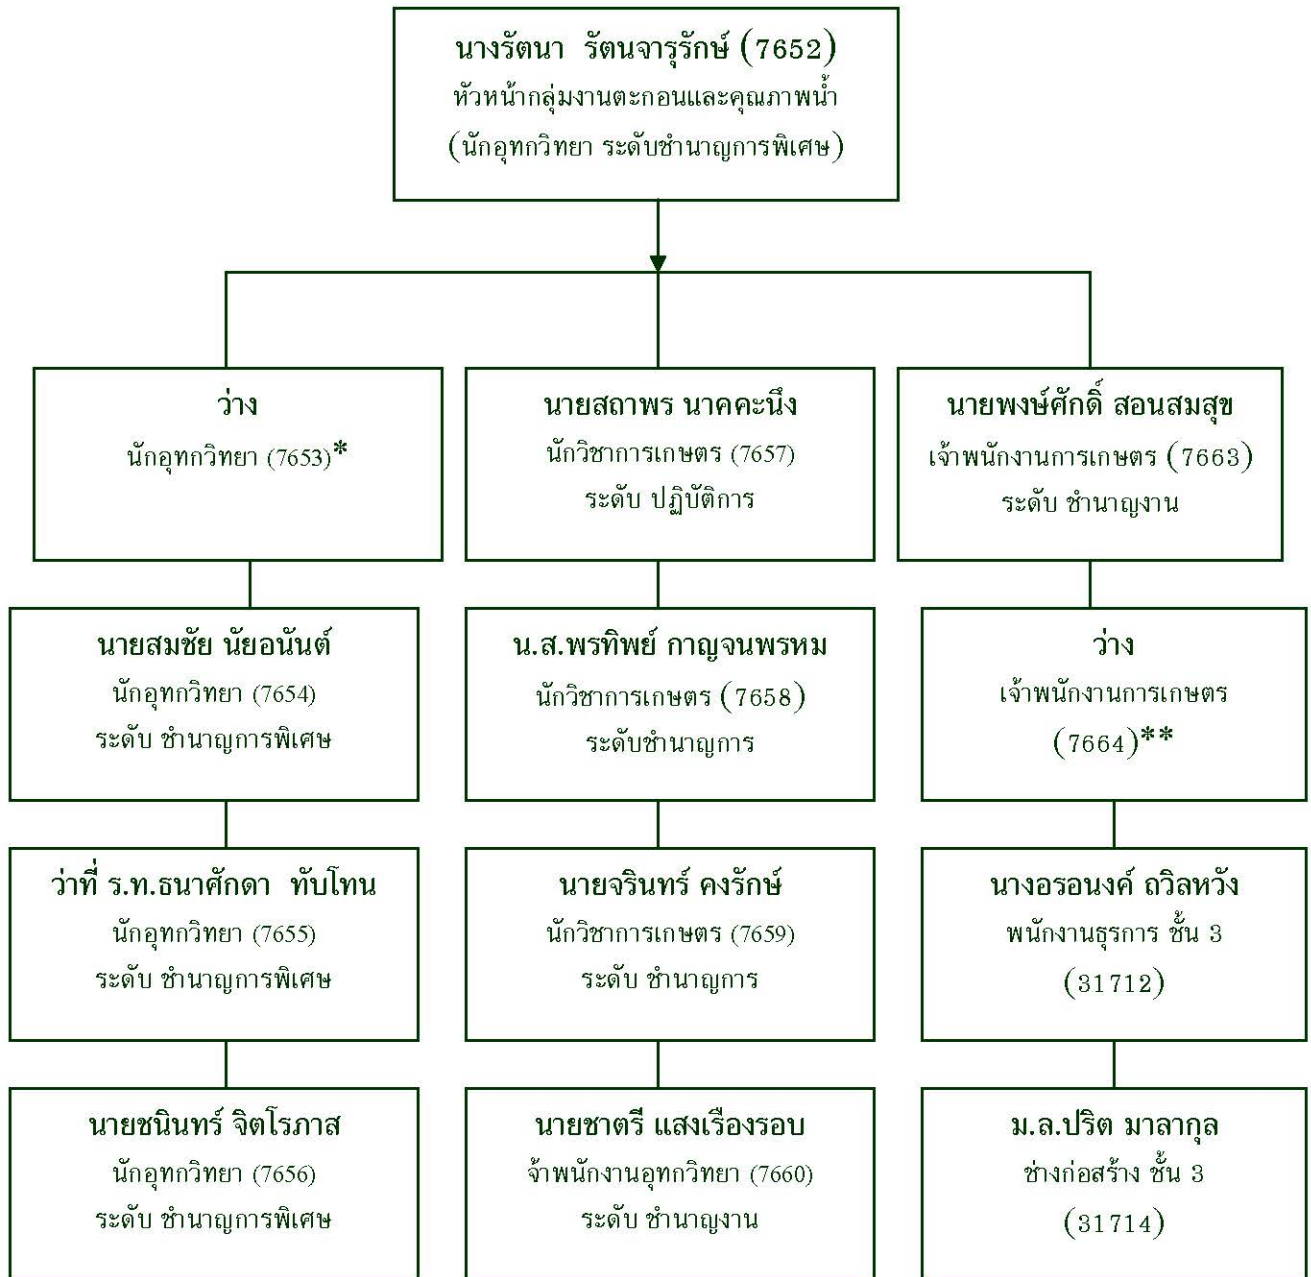 นางรัตนา  รัตนจารุรักษ์ (7652)
หัวหน้ากลุ่มงานตะกอนและคุณภาพน้ำ
(นักอุทกวิทยา ระดับชำนาญการพิเศษ)
ว่าง
นักอุทกวิทยา (7653)*
นายสถาพร นาคคะนึง
นักวิชาการเกษตร (7657)
ระดับ ปฏิบัติการ
นายพงษ์ศักดิ์ สอนสมสุข
เจ้าพนักงานการเกษตร (7663)
ระดับ ชำนาญงาน
นายสมชัย นัยอนันต์
นักอุทกวิทยา (7654)
ระดับ ชำนาญการพิเศษ
น.ส.พรทิพย์ กาญจนพรหม
นักวิชาการเกษตร (7658)
ระดับชำนาญการ
ว่าง
เจ้าพนักงานการเกษตร
(7664)**
ว่าที่ ร.ท.ธนาศักดา  ทับโทน
นักอุทกวิทยา (7655)
ระดับ ชำนาญการพิเศษ
นายจรินทร์ คงรักษ์
นักวิชาการเกษตร (7659)
ระดับ ชำนาญการ
นางอรอนงค์ ถวิลหวัง
พนักงานธุรการ ชั้น 3
(31712)
นายชนินทร์ จิตโรภาส
นักอุทกวิทยา (7656)
ระดับ ชำนาญการพิเศษ
นายชาตรี แสงเรืองรอบ
จ้าพนักงานอุทกวิทยา (7660)
ระดับ ชำนาญงาน
ม.ล.ปริต มาลากุล
ช่างก่อสร้าง ชั้น 3
(31714)